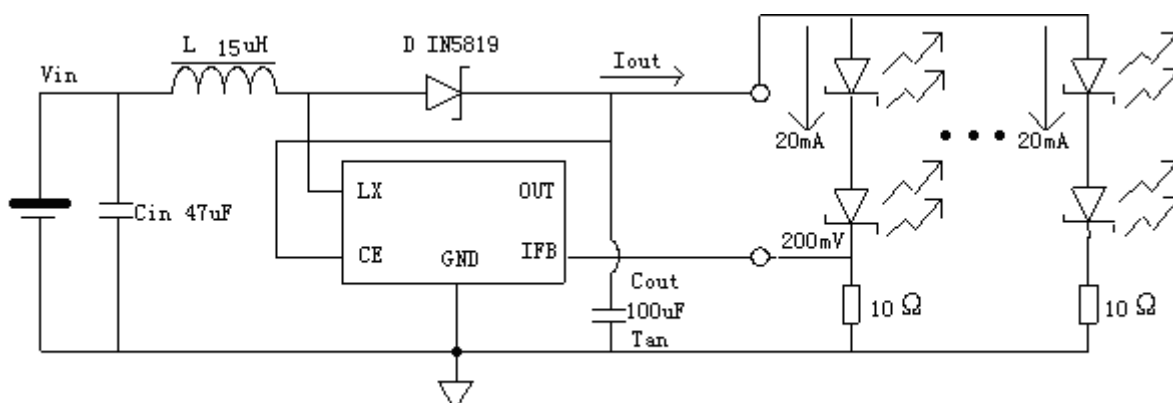 L 15uH
D IN5819
Vin
Iout
20mA
20mA
LX
OUT
Cin 47uF
CE
GND
IFB
200mV
Cout
100uF
Tan
10 Ω
10 Ω